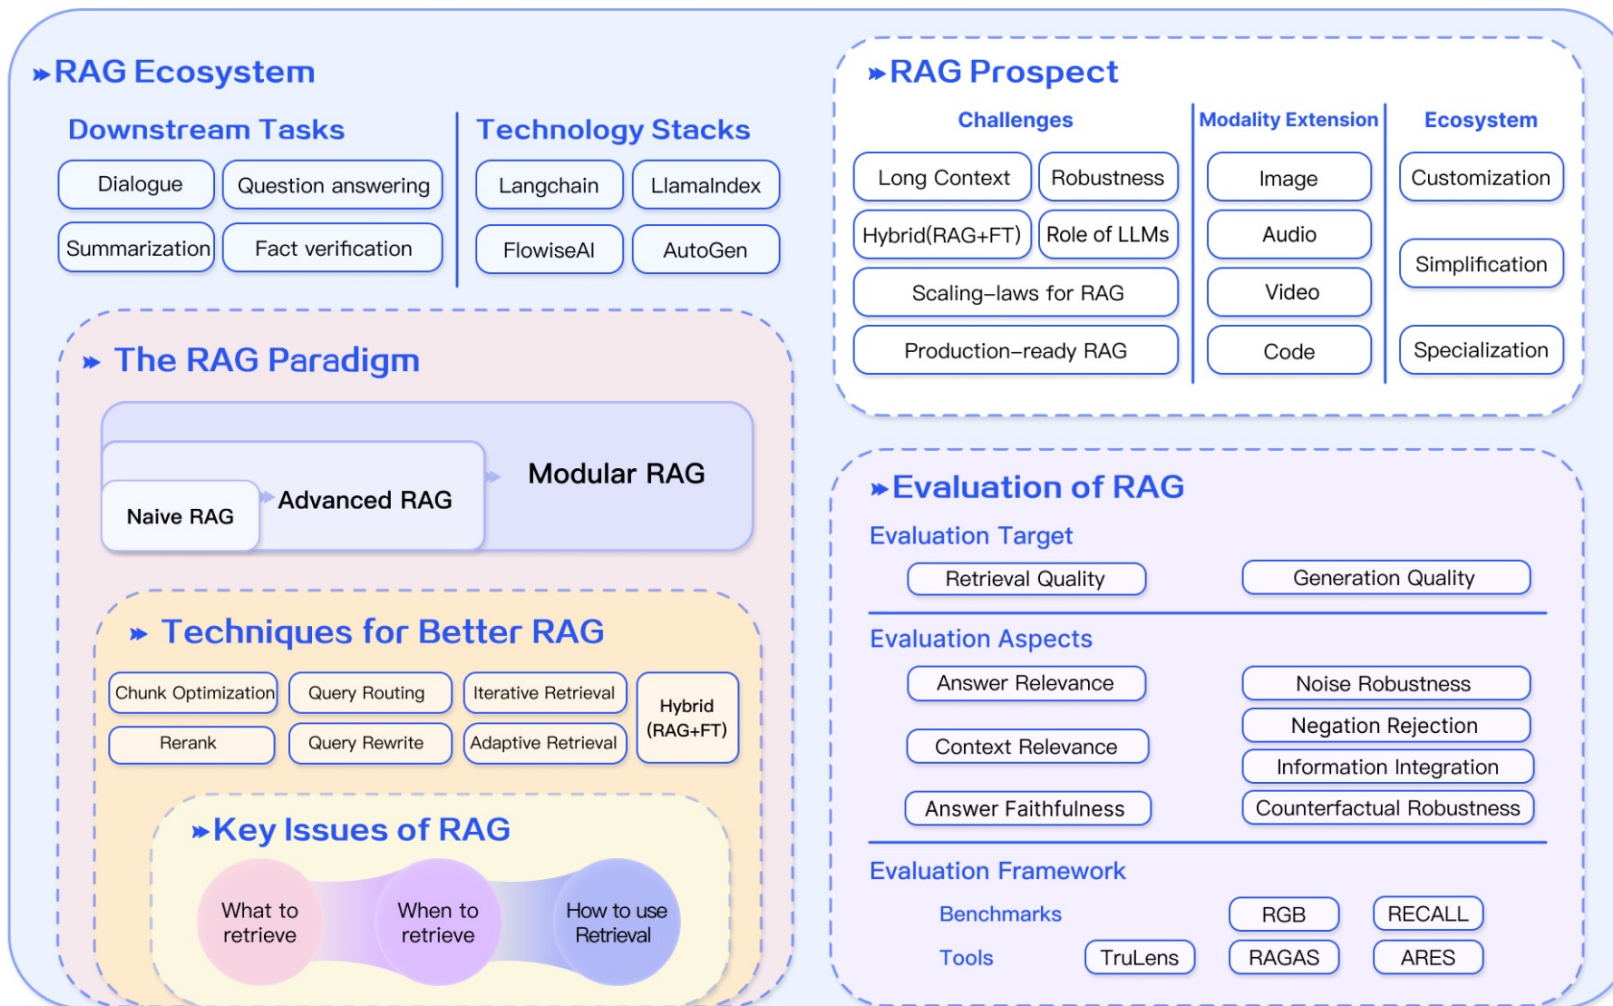 RAG Ecosystem
Downstream Tasks
Dialogue
Question answering
Summarization
Fact verification
Technology Stacks
Langchain
LlamaIndex
FlowiseAI
AutoGen
The RAG Paradigm
Naive RAG
Advanced RAG
Modular RAG
Techniques for Better RAG
Chunk Optimization
Query Routing
Iterative Retrieval
Hybrid
(RAG+FT)
Rerank
Query Rewrite
Adaptive Retrieval
Key Issues of RAG
What to
retrieve
When to
retrieve
How to use
Retrieval
RAG Prospect
Challenges
Long Context
Robustness
Hybrid(RAG+FT)
Role of LLMs
Scaling-laws for RAG
Production-ready RAG
Modality Extension
Image
Audio
Video
Code
Ecosystem
Customization
Simplification
Specialization
Evaluation of RAG
Evaluation Target
Retrieval Quality
Generation Quality
Evaluation Aspects
Answer Relevance
Context Relevance
Answer Faithfulness
Noise Robustness
Negation Rejection
Information Integration
Counterfactual Robustness
Evaluation Framework
Benchmarks
RGB
RECALL
Tools
TruLens
RAGAS
ARES